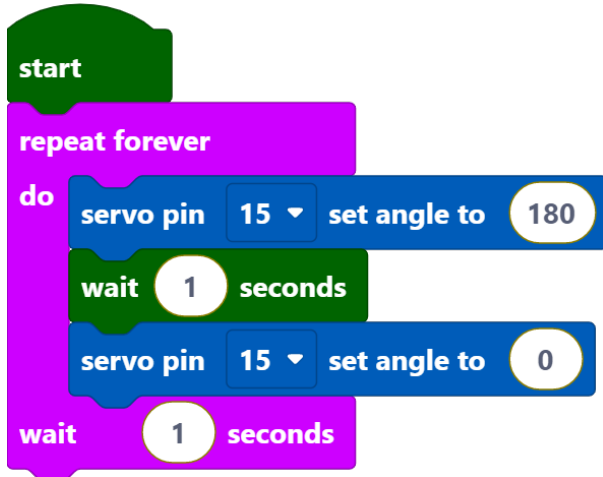 start
repeat forever
do
servo pin 15 set angle to 180
wait 1 seconds
servo pin 15 set angle to 0
wait 1 seconds